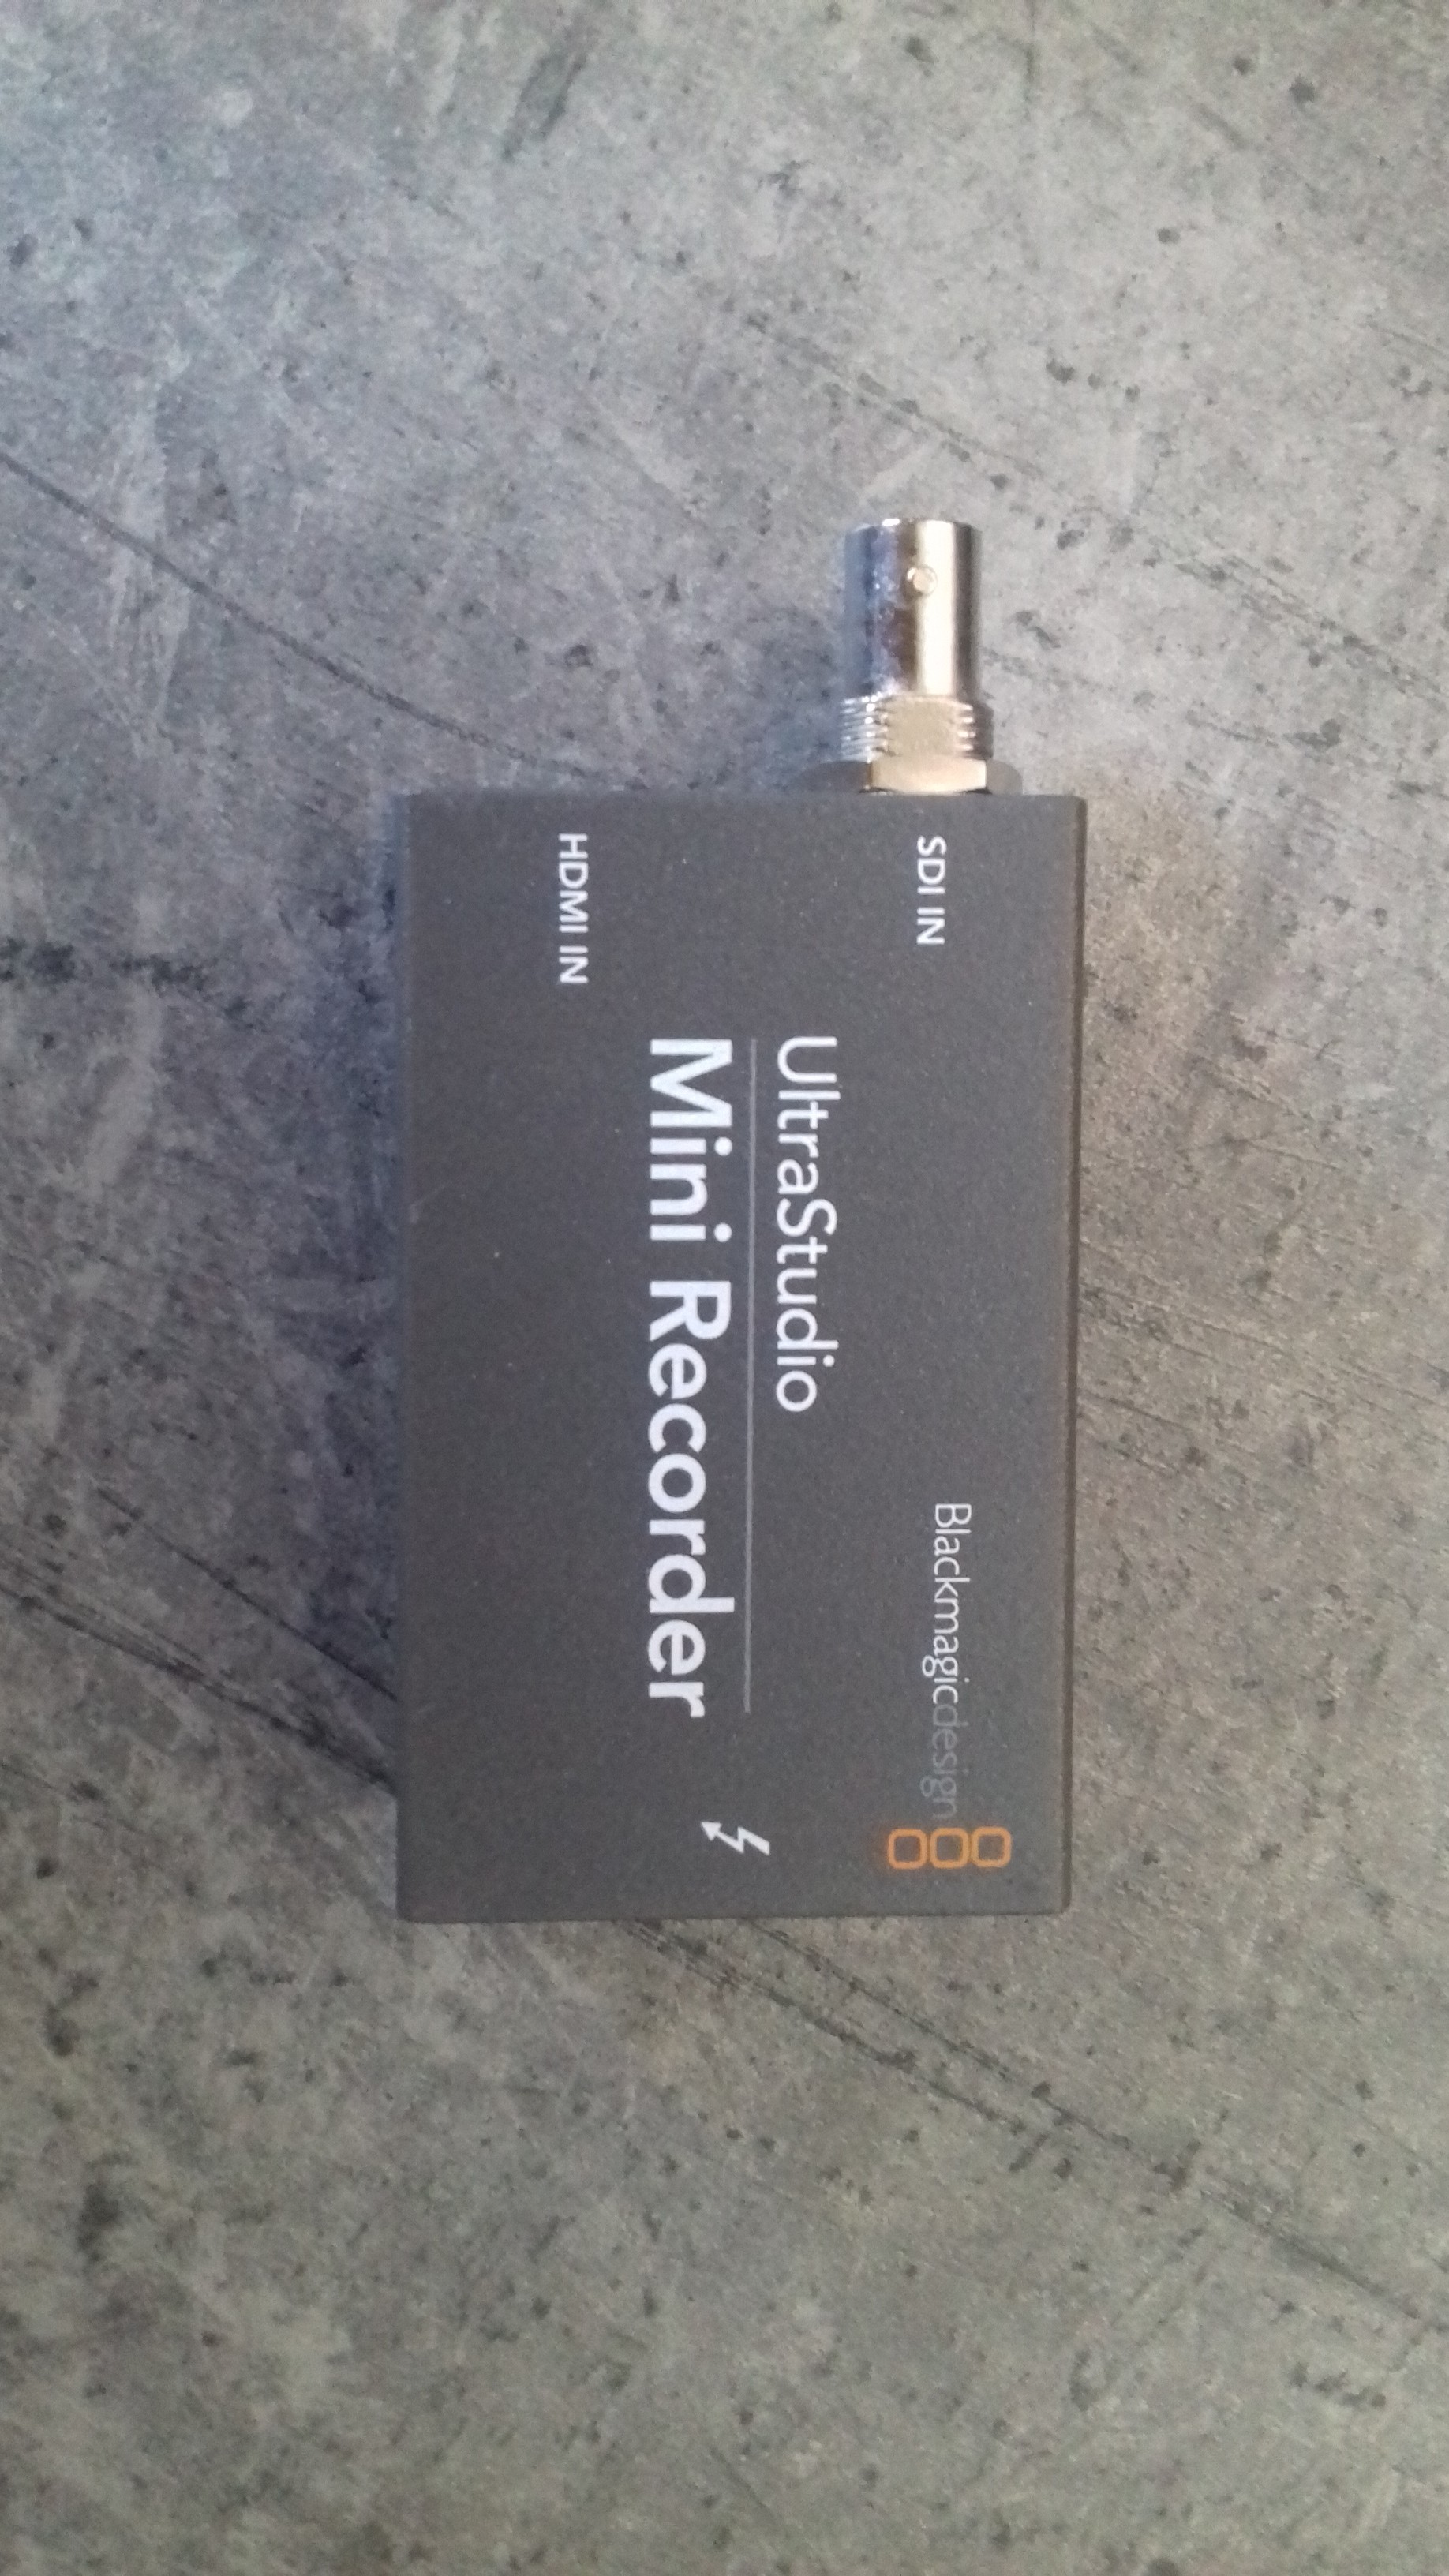 SDI IN
Blackmagicdesign
UltraStudio
Mini Recorder
HDMI IN